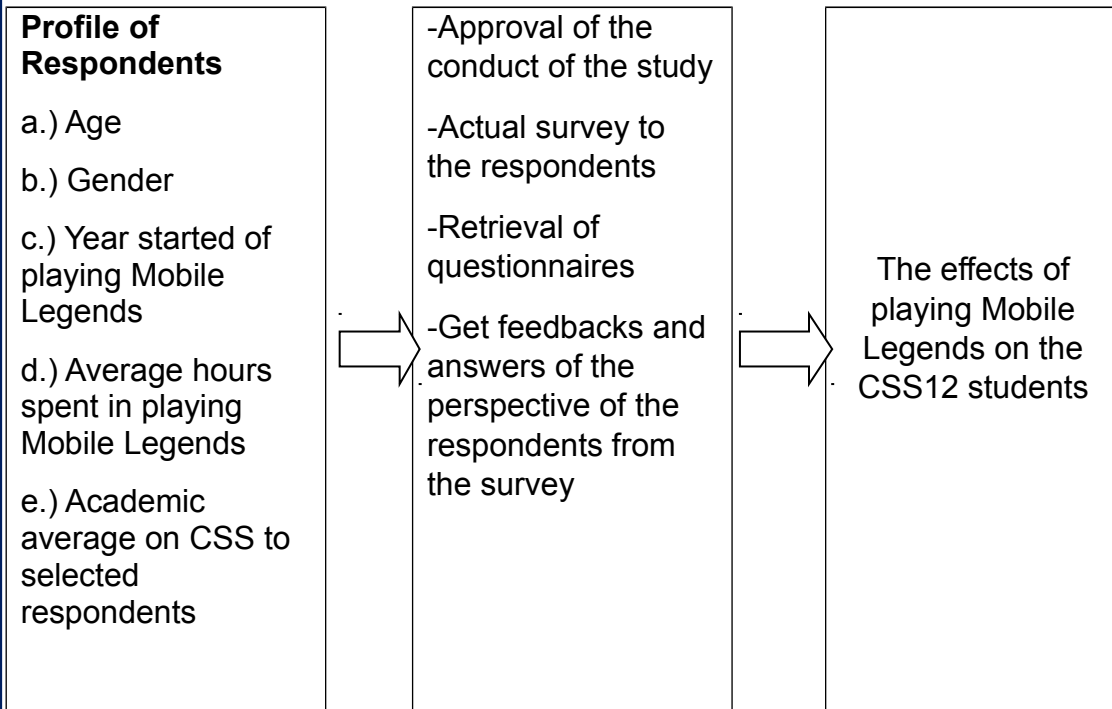 Profile of
Respondents
a.) Age
b.) Gender
c.) Year started of
playing Mobile
Legends
d.) Average hours
spent in playing
Mobile Legends
e.) Academic
average on CSS to
selected
respondents
-Approval of the
conduct of the study
-Actual survey to
the respondents
-Retrieval of
questionnaires
-Get feedbacks and
answers of the
perspective of the
respondents from
the survey
The effects of
playing Mobile
Legends on the
CSS12 students